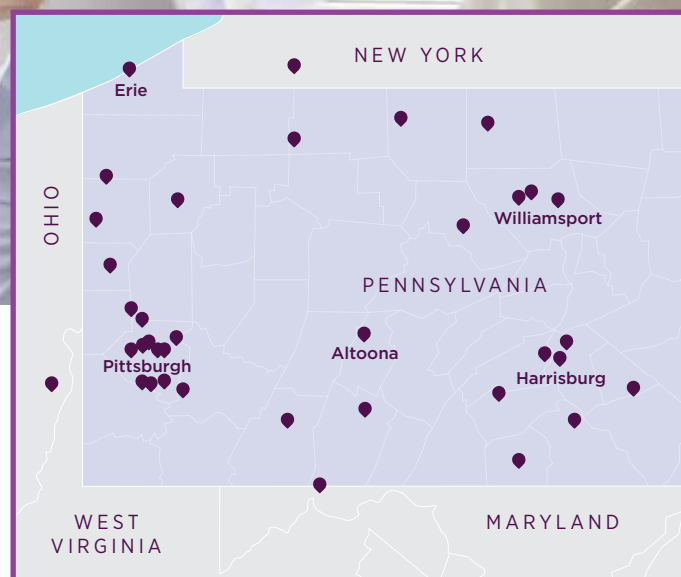 NEW YORK
Erie
OHIO
Williamsport
PENNSYLVANIA
Altoona
Pittsburgh
Harrisburg
WEST
VIRGINIA
MARYLAND